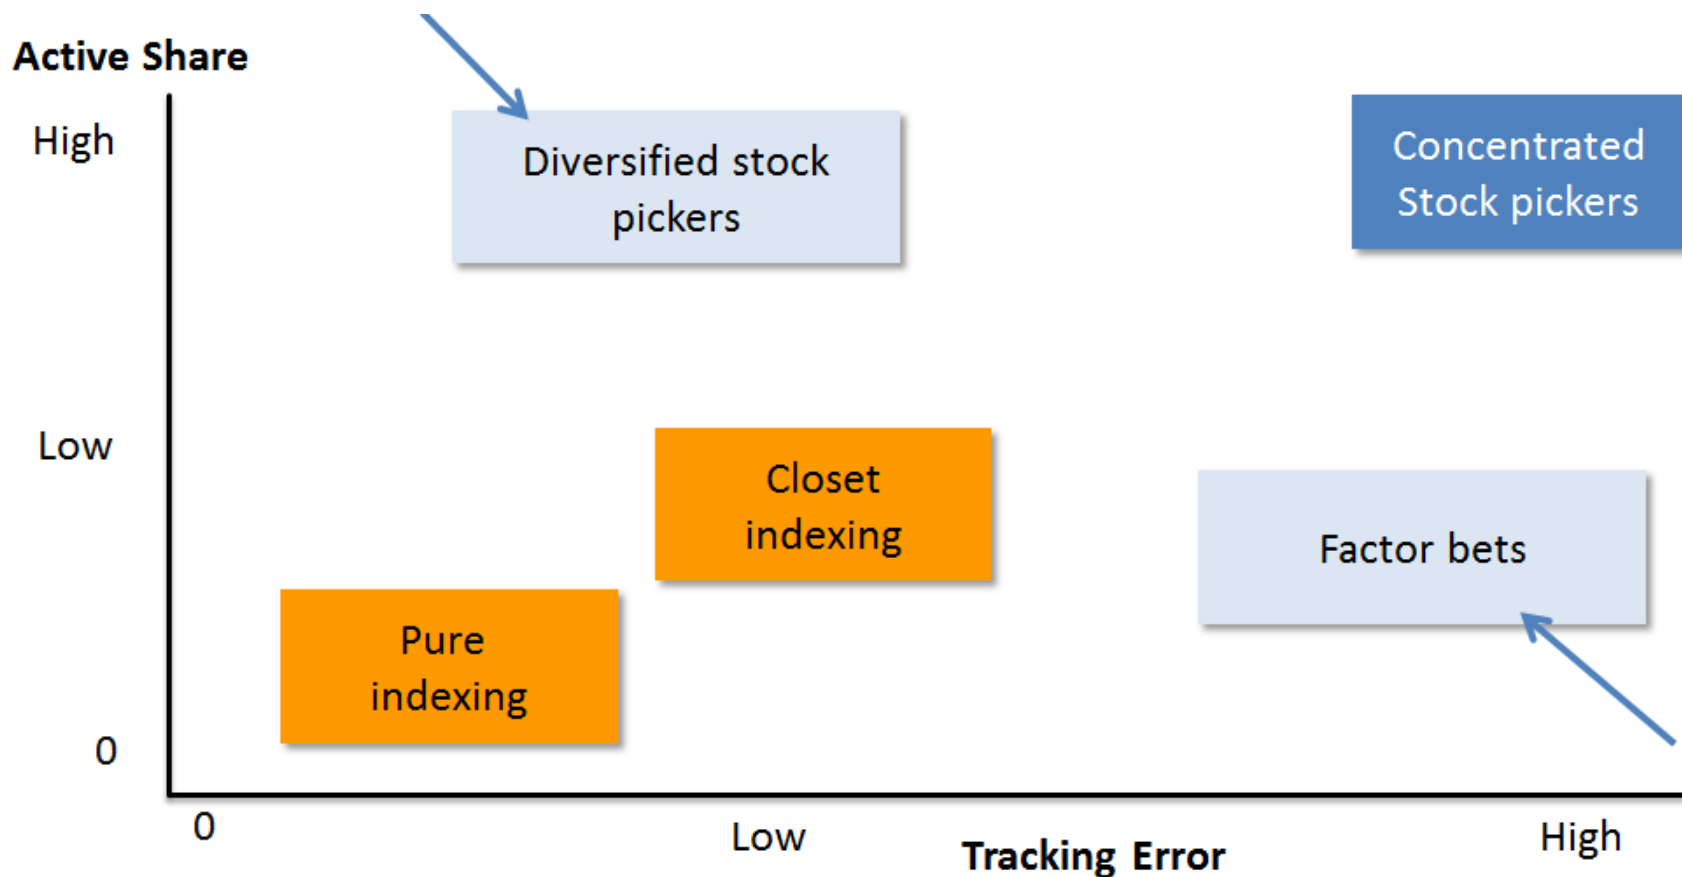 Active Share
High
Diversified stock
pickers
Concentrated
Stock pickers
Low
Closet
indexing
Factor bets
Pure
indexing
0
0
Low
High
Tracking Error